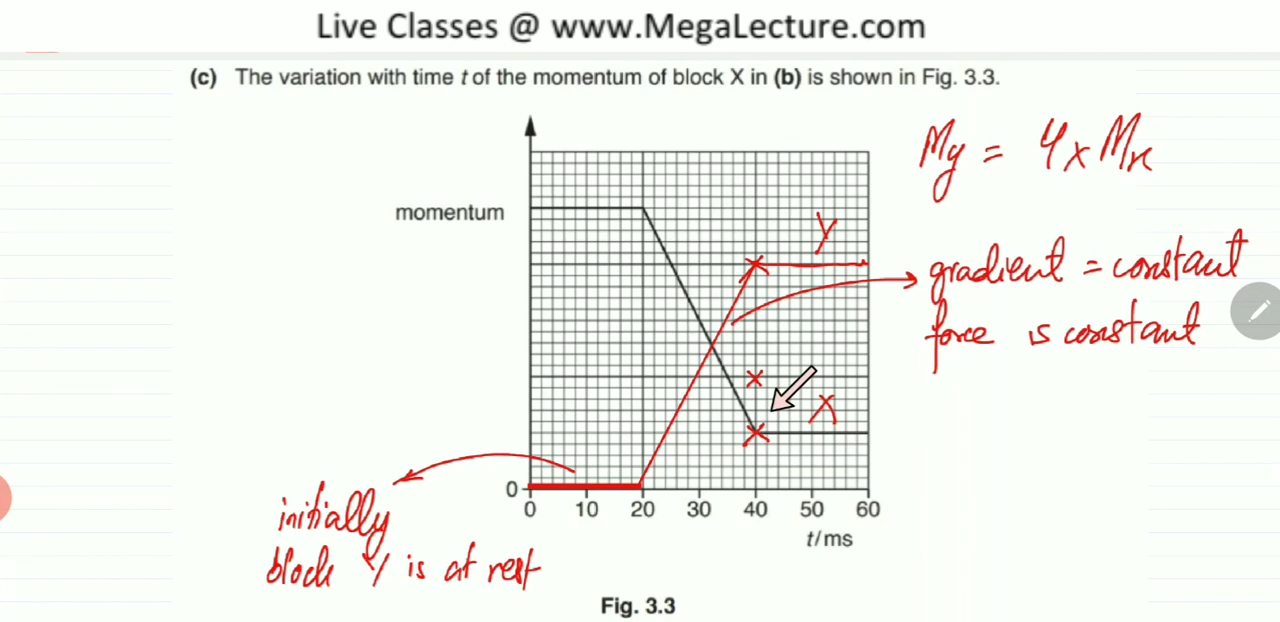 Live Classes @ www.MegaLecture.com
(c) The variation with time t of the momentum of block X in (b) is shown in Fig. 3.3.
My = 4 x Mx
momentum
Y
gradient = constant
force is constant
X
0
0 10 20 30 40 50 60
t/ms
initially
block Y is at rest
Fig. 3.3